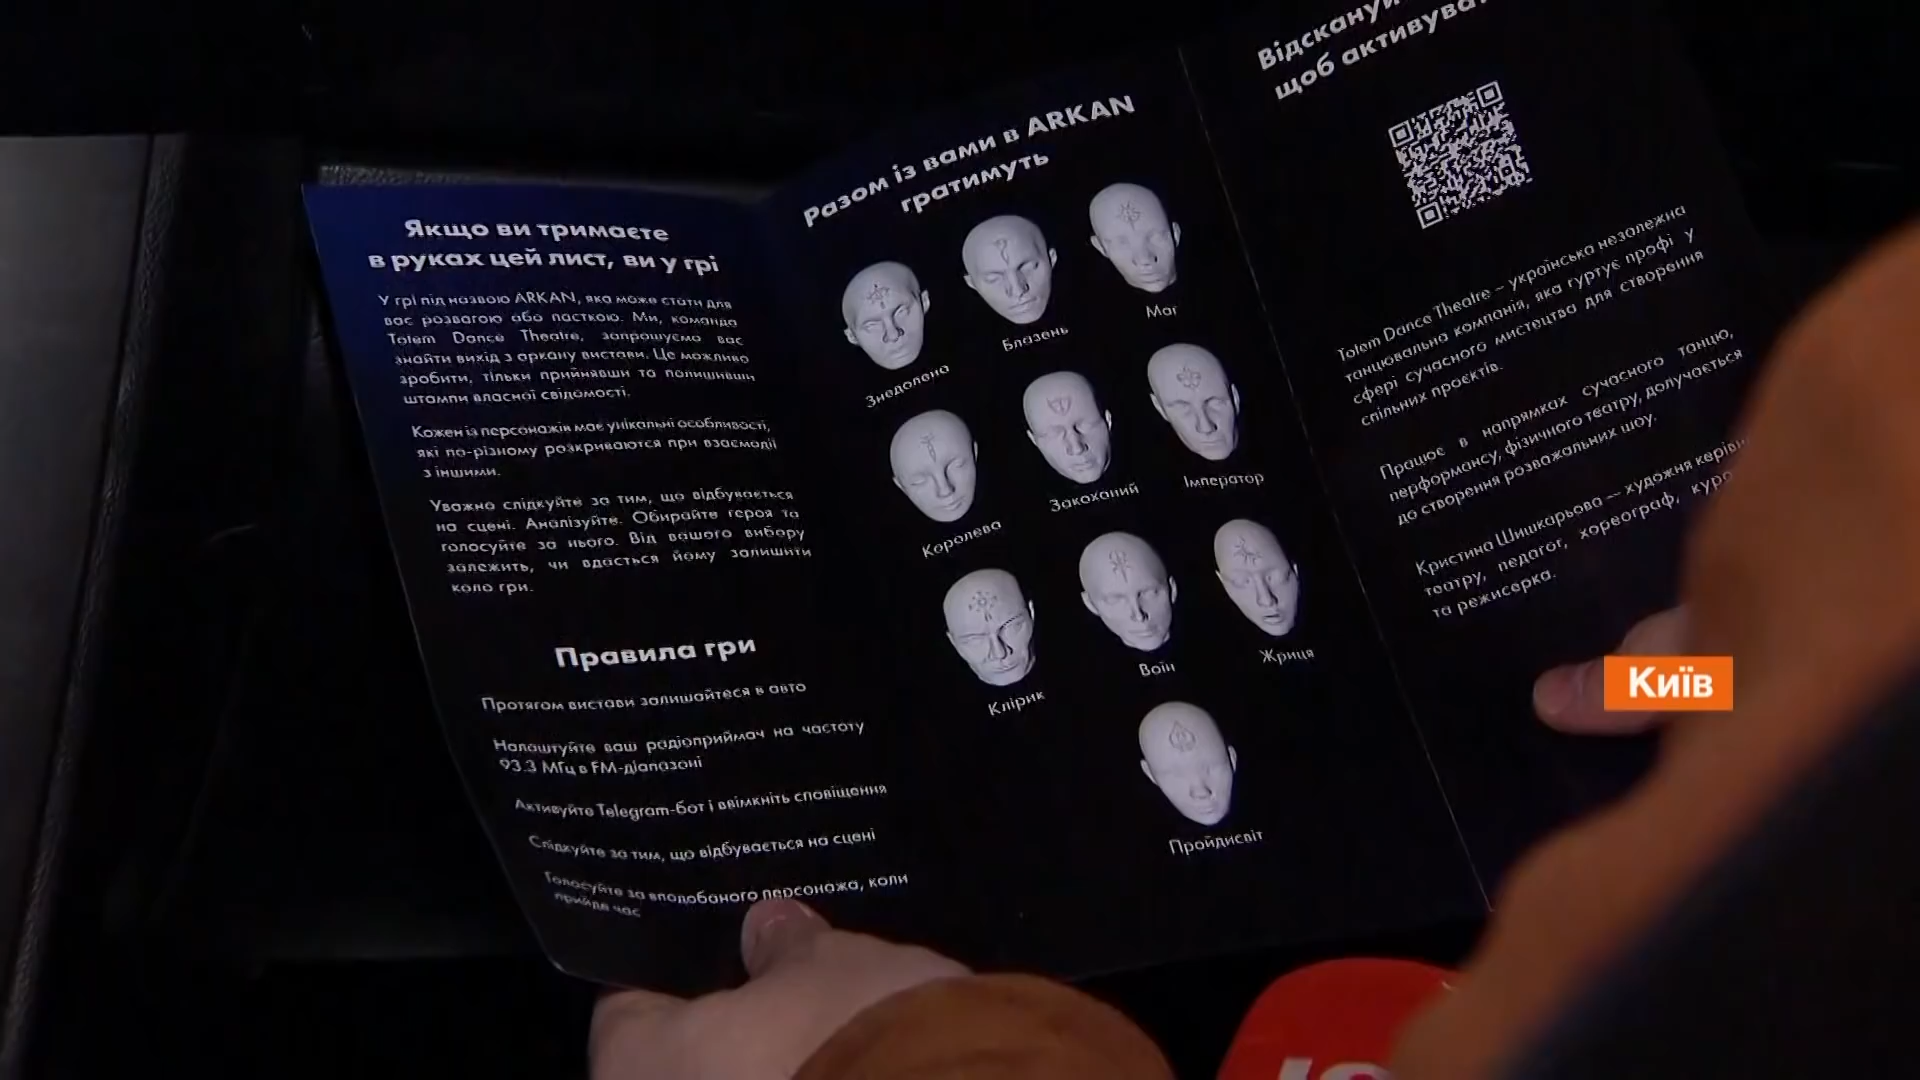 Якщо ви тримаєте
в руках цей лист, ви у грі
У грі під назвою ARKAN, яка може стати для
вас розвагою або пасткою. Ми, команда
Totem Dance Theatre, запрошуємо вас
знайти вихід з аркану вистави. Це можливо
зробити, тільки прийнявши та полишивши
штампи власної свідомості.
Кожен із персонажів має унікальні особливості,
які по-різному розкриваються при взаємодії
з іншими.
Уважно слідкуйте за тим, що відбувається
на сцені. Аналізуйте. Обирайте героя та
голосуйте за нього. Від вашого вибору
залежить, чи вдасться йому залишити
коло гри.
Правила гри
Протягом вистави залишайтеся в авто
Налаштуйте ваш радіоприймач на частоту
93.3 МГц в FM-діапазоні
Активуйте Telegram-бот і ввімкніть сповіщення
Слідкуйте за тим, що відбувається на сцені
Голосуйте за вподобаного персонажа, коли
прийде час
Разом із вами в ARKAN
гратимуть
Знедолена
Блазень
Маг
Королева
Закоханий
Імператор
Клірик
Воїн
Жриця
Пройдисвіт
Відскануй
щоб активува
Totem Dance Theatre – українська незалежна
танцювальна компанія, яка гуртує профі у
сфері сучасного мистецтва для створення
спільних проєктів.
Працює в напрямках сучасного танцю,
перформансу, фізичного театру, долучається
до створення розважальних шоу.
Кристина Шишкарьова – художня керівн
театру, педагог, хореограф, кур
та режисерка.
Київ